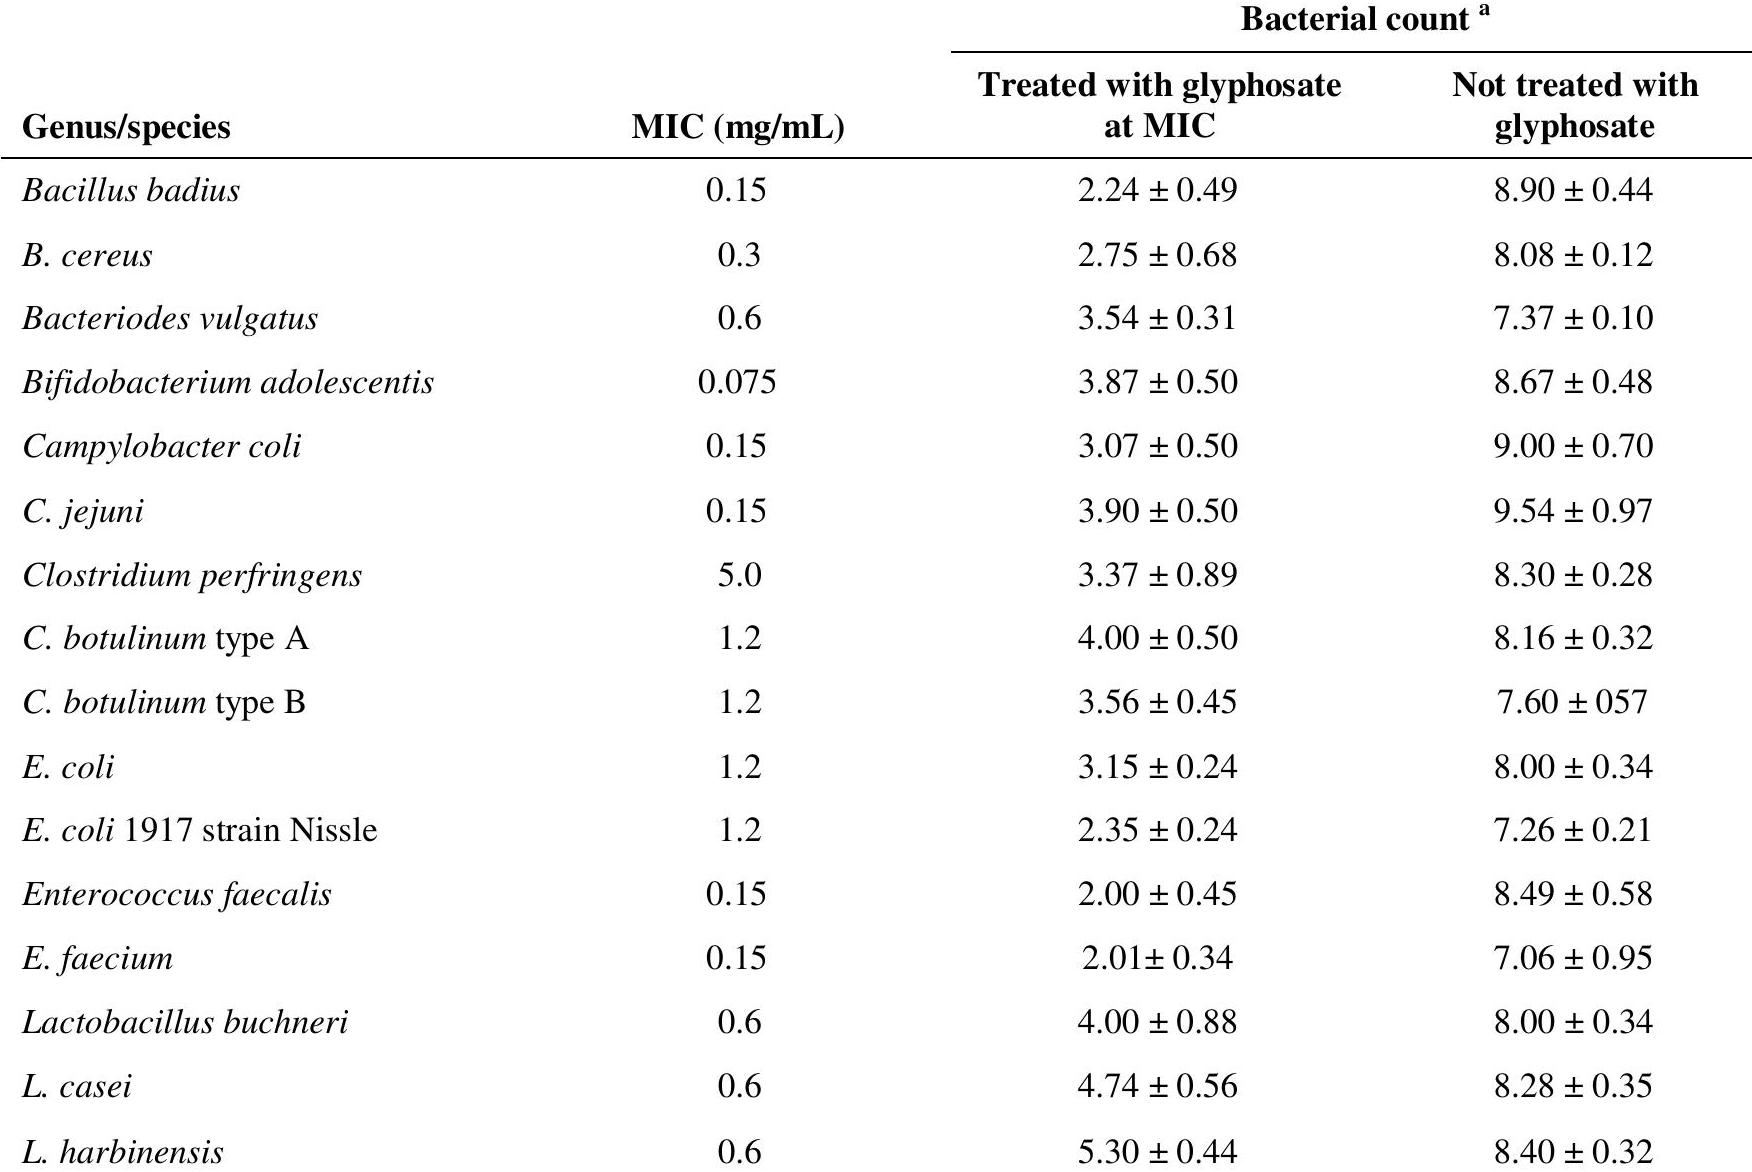 Bacterial count a
Treated with glyphosate at MIC
Not treated with glyphosate
Genus/species MIC (mg/mL)
Bacillus badius 0.15 2.24 ± 0.49 8.90 ± 0.44
B. cereus 0.3 2.75 ± 0.68 8.08 ± 0.12
Bacteriodes vulgatus 0.6 3.54 ± 0.31 7.37 ± 0.10
Bifidobacterium adolescentis 0.075 3.87 ± 0.50 8.67 ± 0.48
Campylobacter coli 0.15 3.07 ± 0.50 9.00 ± 0.70
C. jejuni 0.15 3.90 ± 0.50 9.54 ± 0.97
Clostridium perfringens 5.0 3.37 ± 0.89 8.30 ± 0.28
C. botulinum type A 1.2 4.00 ± 0.50 8.16 ± 0.32
C. botulinum type B 1.2 3.56 ± 0.45 7.60 ± 057
E. coli 1.2 3.15 ± 0.24 8.00 ± 0.34
E. coli 1917 strain Nissle 1.2 2.35 ± 0.24 7.26 ± 0.21
Enterococcus faecalis 0.15 2.00 ± 0.45 8.49 ± 0.58
E. faecium 0.15 2.01± 0.34 7.06 ± 0.95
Lactobacillus buchneri 0.6 4.00 ± 0.88 8.00 ± 0.34
L. casei 0.6 4.74 ± 0.56 8.28 ± 0.35
L. harbinensis 0.6 5.30 ± 0.44 8.40 ± 0.32